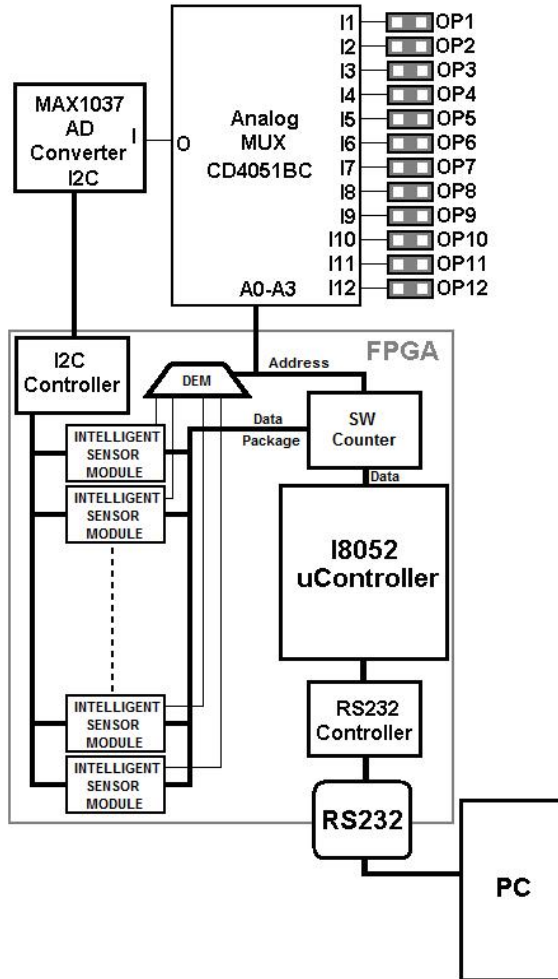 I1 OP1
I2 OP2
I3 OP3
I4 OP4
I5 OP5
I6 OP6
I7 OP7
I8 OP8
I9 OP9
I10 OP10
I11 OP11
I12 OP12
Analog
MUX
CD4051BC
O
A0-A3
MAX1037
AD
Converter
I
I2C
FPGA
I2C
Controller
DEM
Address
SW
Counter
Data
Package
Data
INTELLIGENT
SENSOR
MODULE
INTELLIGENT
SENSOR
MODULE
INTELLIGENT
SENSOR
MODULE
INTELLIGENT
SENSOR
MODULE
I8052
uController
RS232
Controller
RS232
PC